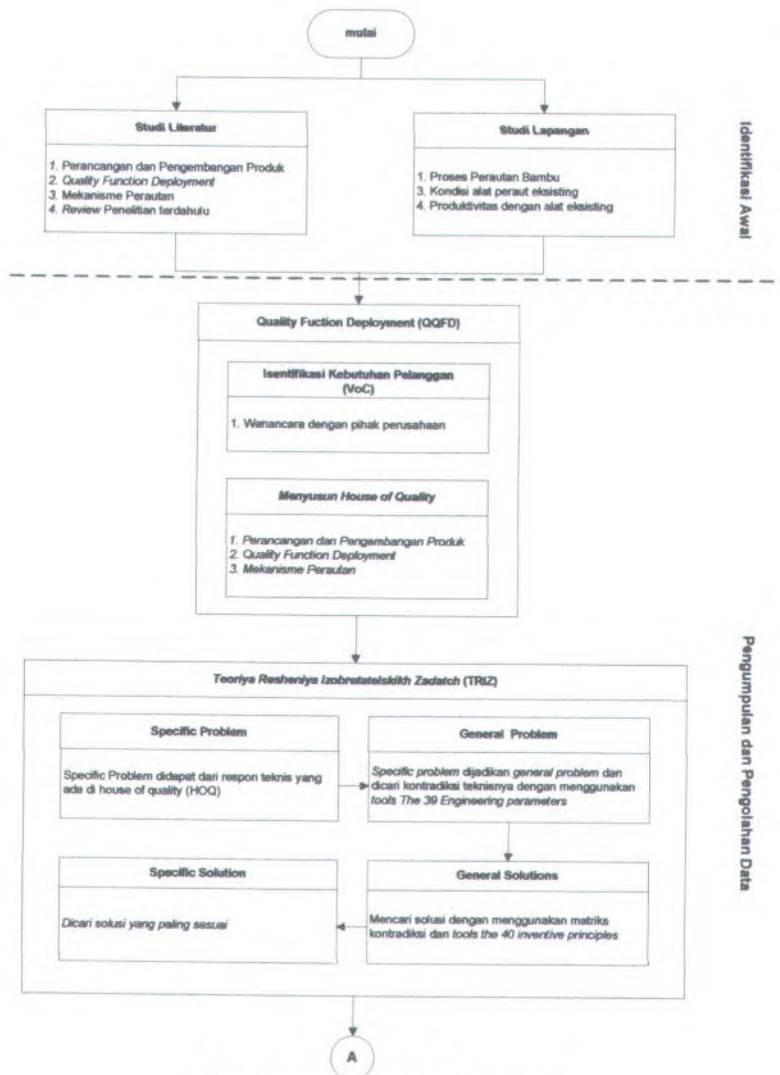 mulai
Studi Literatur
1. Perancangan dan Pengembangan Produk
2. Quality Function Deployment
3. Mekanisme Perautan
4. Review Penelitian terdahulu
Studi Lapangan
1. Proses Perautan Bambu
3. Kondisi alat peraut eksisting
4. Produktivitas dengan alat eksisting
Identifikasi Awal
Quality Fuction Deployment (QQFD)
Isentifikasi Kebutuhan Pelanggan
(VoC)
1. Wanancara dengan pihak perusahaan
Menyusun House of Quality
1. Perancangan dan Pengembangan Produk
2. Quality Function Deployment
3. Mekanisme Perautan
Teoriya Resheniya Izobretatelskikh Zadatch (TRIZ)
Specific Problem
Specific Problem didapat dari respon teknis yang
ada di house of quality (HOQ)
General Problem
Specific problem dijadikan general problem dan
dicari kontradiksi teknisnya dengan menggunakan
tools The 39 Engineering parameters
Specific Solution
Dicari solusi yang paling sesuai
General Solutions
Mencari solusi dengan menggunakan matriks
kontradiksi dan tools the 40 inventive principles
Pengumpulan dan Pengolahan Data
A